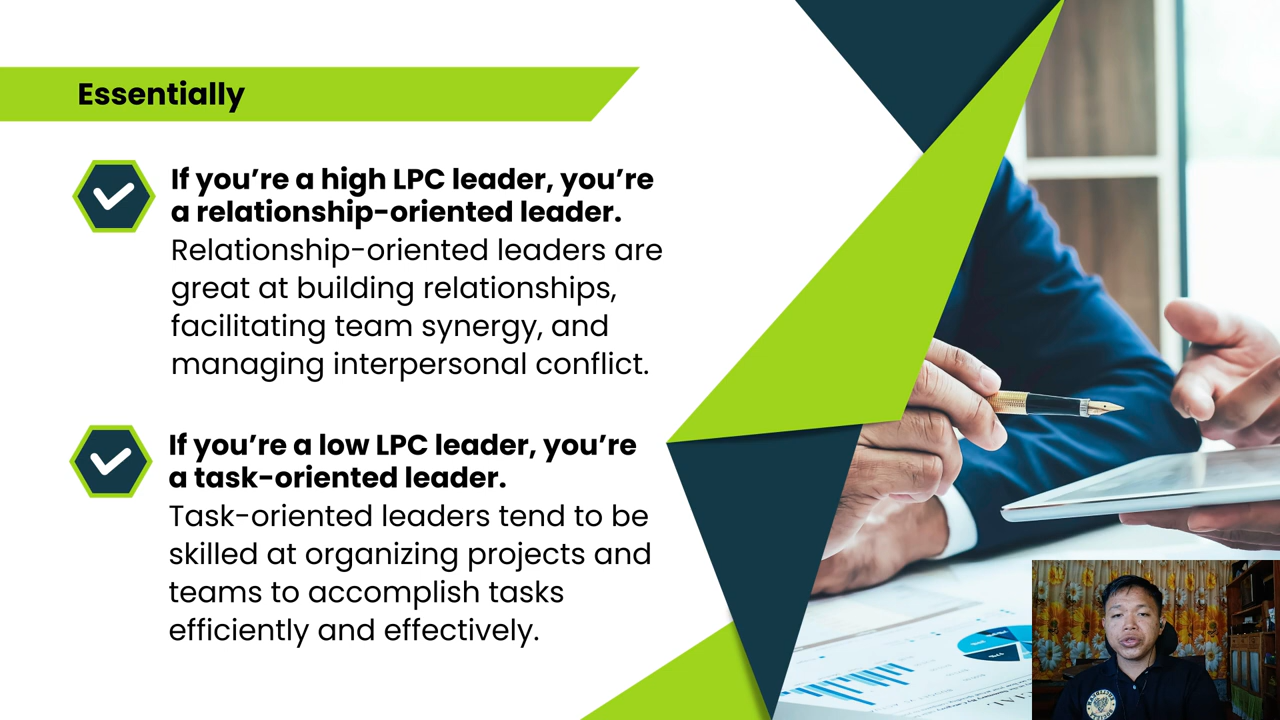 Essentially
If you’re a high LPC leader, you’re
a relationship-oriented leader.
Relationship-oriented leaders are
great at building relationships,
facilitating team synergy, and
managing interpersonal conflict.
If you’re a low LPC leader, you’re
a task-oriented leader.
Task-oriented leaders tend to be
skilled at organizing projects and
teams to accomplish tasks
efficiently and effectively.